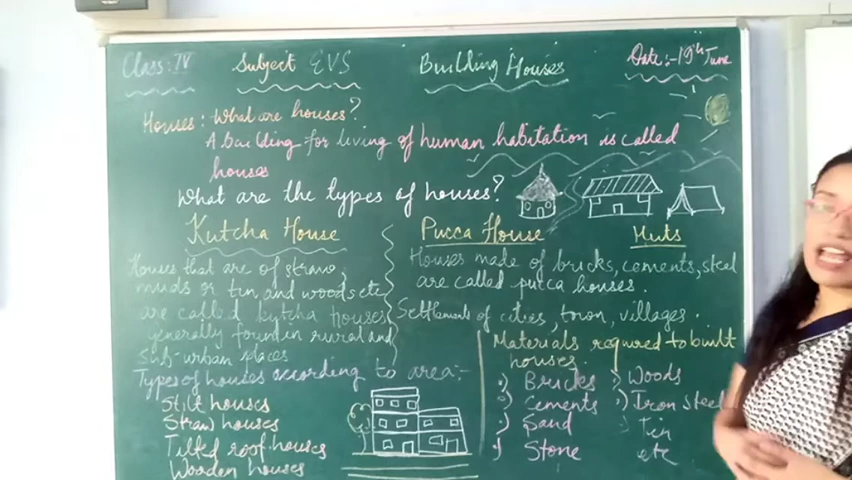 Class: IV Subject EVS Building Houses Date:-19th June
Houses: What are houses?
A building for living of human habitation is called
houses
What are the types of houses?
Kutcha House
Houses that are of straw,
muds or tin, and woods etc
are called kutcha houses
generally found in rural and
Sub-urban places
Pucca House Huts
Houses made of bricks, cements, steel
are called pucca houses.
Settlements of cities, town, villages.
Types of houses according to area:-
Stilt houses
Straw houses
Tilted roof houses
Wooden houses
Materials required to built
houses.
Bricks
Cements
Sand
Stone
Woods
Iron steel
Tin
etc